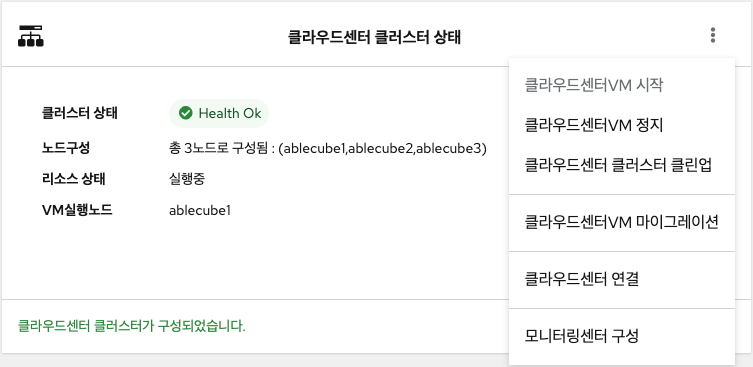 클라우드센터 클러스터 상태
클러스터 상태 Health Ok
노드구성 총 3노드로 구성됨 : (ablecube1,ablecube2,ablecube3)
리소스 상태 실행중
VM실행노드 ablecube1
클라우드센터 클러스터가 구성되었습니다.
클라우드센터VM 시작
클라우드센터VM 정지
클라우드센터 클러스터 클린업
클라우드센터VM 마이그레이션
클라우드센터 연결
모니터링센터 구성